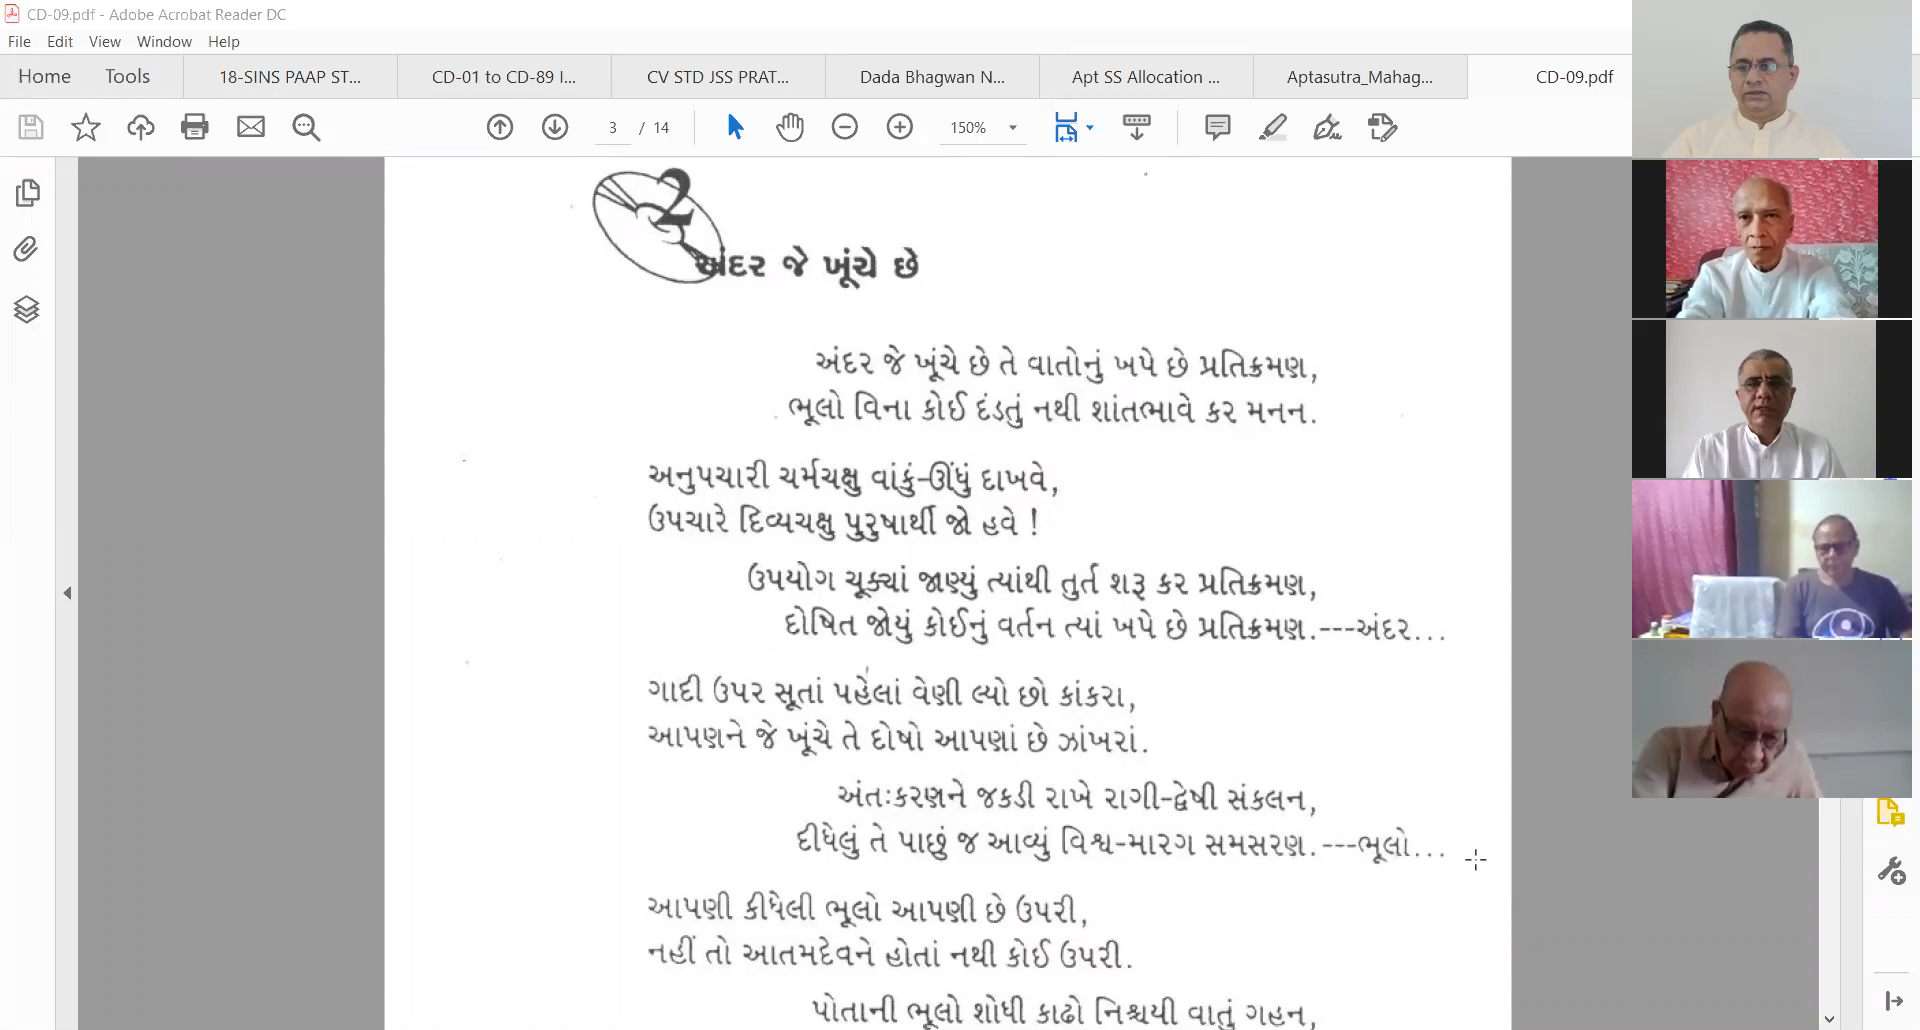 CD-09.pdf - Adobe Acrobat Reader DC
File Edit View Window Help
Home Tools 18-SINS PAAP ST... CD-01 to CD-89 I... CV STD JSS PRAT... Dada Bhagwan N... Apt SS Allocation ... Aptasutra_Mahag... CD-09.pdf
3 / 14 150%
2
અંદર જે ખૂંચે છે
અંદર જે ખૂંચે છે તે વાતોનું ખપે છે પ્રતિક્રમણ,
ભૂલો વિના કોઈ દંડતું નથી શાંતભાવે કર મનન.
અનુપચારી ચર્મચક્ષુ વાંકું-ઊંધું દાખવે,
ઉપચારે દિવ્યચક્ષુ પુરુષાર્થી જો હવે !
ઉપયોગ ચૂક્યાં જાણ્યું ત્યાંથી તુર્ત શરૂ કર પ્રતિક્રમણ,
દોષિત જોયું કોઈનું વર્તન ત્યાં ખપે છે પ્રતિક્રમણ.---અંદર...
ગાદી ઉપર સૂતાં પહેલાં વેણી લ્યો છો કાંકરા,
આપણને જે ખૂંચે તે દોષો આપણાં છે ઝાંખરાં.
અંતઃકરણને જકડી રાખે રાગી-દ્વેષી સંકલન,
દીધેલું તે પાછું જ આવ્યું વિશ્વ-મારગ સમસરણ.---ભૂલો...
આપણી કીધેલી ભૂલો આપણી છે ઉપરી,
નહીં તો આતમદેવને હોતાં નથી કોઈ ઉપરી.
પોતાની ભૂલો શોધી કાઢો નિશ્ચયી વાતું ગહન,